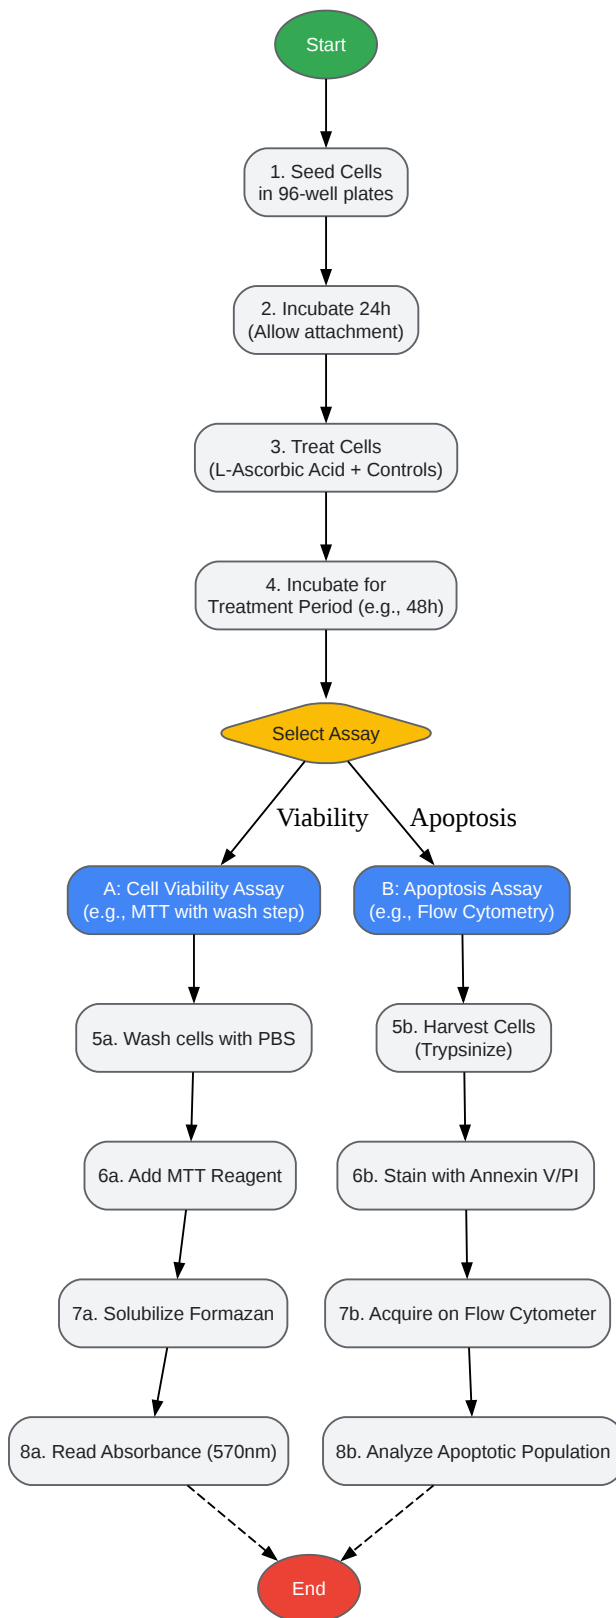 Start
1. Seed Cells
in 96-well plates
2. Incubate 24h
(Allow attachment)
3. Treat Cells
(L-Ascorbic Acid + Controls)
4. Incubate for
Treatment Period (e.g., 48h)
Select Assay
Viability
Apoptosis
A: Cell Viability Assay
(e.g., MTT with wash step)
B: Apoptosis Assay
(e.g., Flow Cytometry)
5a. Wash cells with PBS
5b. Harvest Cells
(Trypsinize)
6a. Add MTT Reagent
6b. Stain with Annexin V/PI
7a. Solubilize Formazan
7b. Acquire on Flow Cytometer
8a. Read Absorbance (570nm)
8b. Analyze Apoptotic Population
End